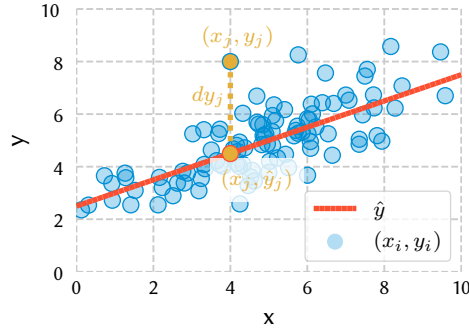 10
8
6
4
2
0
y
(x_j, y_j)
dy_j
(x_j, ŷ_j)
ŷ
(x_i, y_i)
0 2 4 6 8 10
x